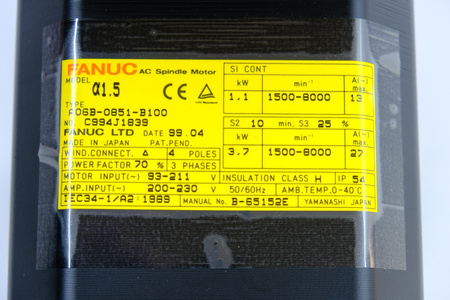 FANUC AC Spindle Motor
MODEL α1.5
TYPE A06B-0851-B100
NO. C994J1839
FANUC LTD DATE 99.04
MADE IN JAPAN PAT.PEND.
WIND.CONNECT. Δ 4 POLES
POWER FACTOR 70 % 3 PHASES
MOTOR INPUT(~) 93-211 V
AMP.INPUT(~) 200-230 V 50/60Hz
IEC34-1/A2:1989
S1 CONT
kW min⁻¹ A(~) max.
1.1 1500-8000 13
S2 10 min, S3 25 %
kW min⁻¹ A(~) max.
3.7 1500-8000 27
INSULATION CLASS H IP 54
AMB.TEMP.0-40°C
MANUAL No. B-65152E YAMANASHI JAPAN